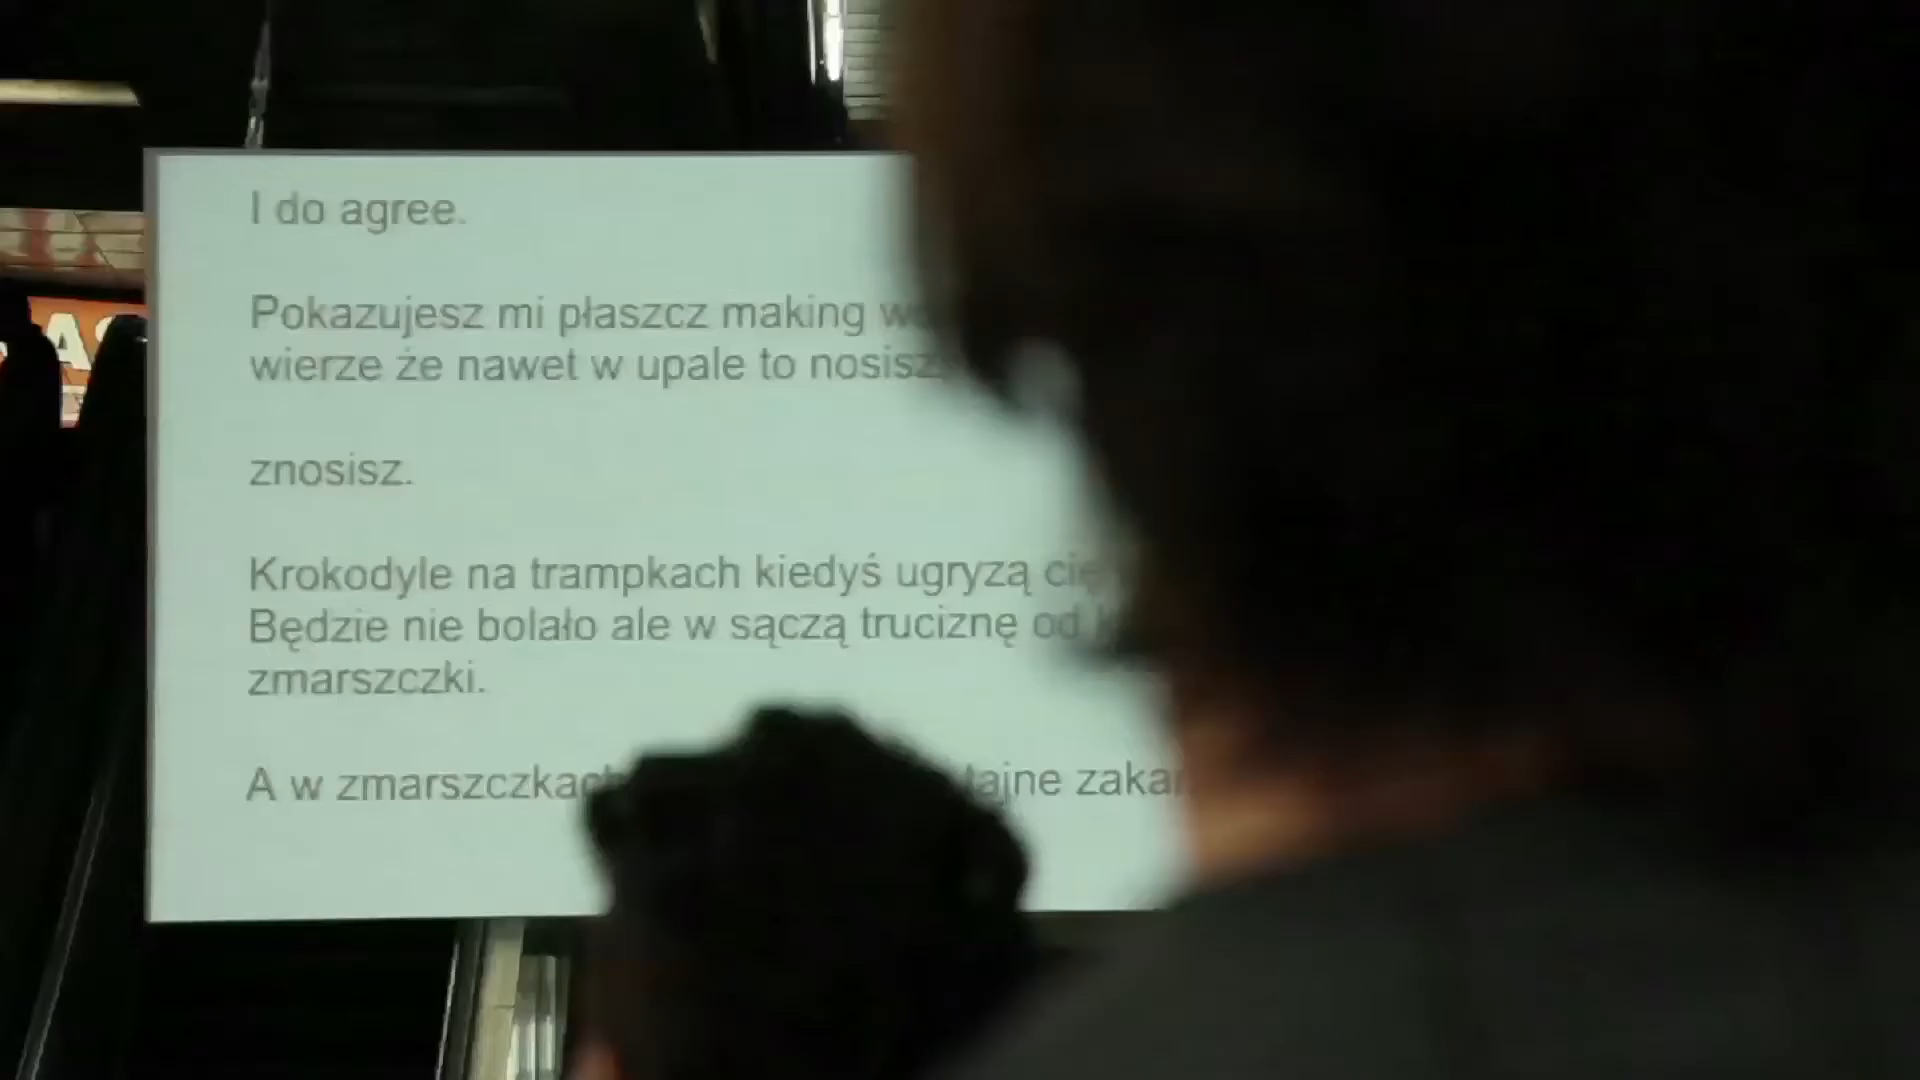 I do agree.
Pokazujesz mi płaszcz making
wierze że nawet w upale to nosisz
znosisz.
Krokodyle na trampkach kiedyś ugryzą cię
Będzie nie bolało ale w sączą truciznę od
zmarszczki.
A w zmarszczkach